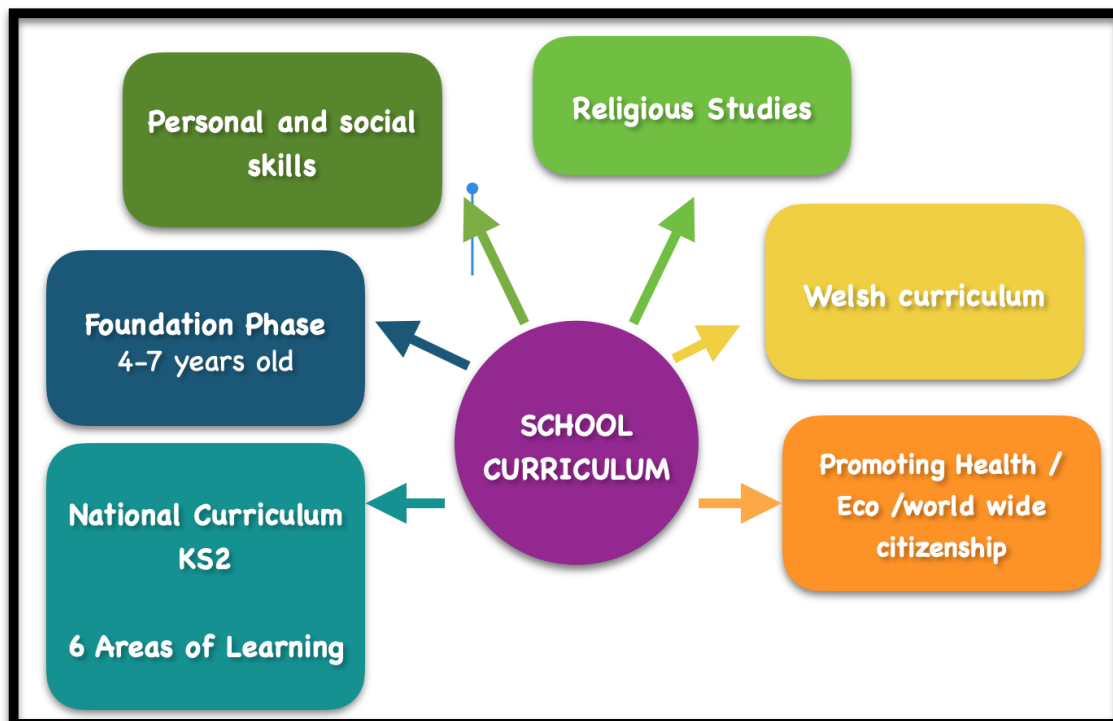 Personal and social
skills
Religious Studies
Foundation Phase
4-7 years old
Welsh curriculum
SCHOOL
CURRICULUM
National Curriculum
KS2
6 Areas of Learning
Promoting Health /
Eco /world wide
citizenship